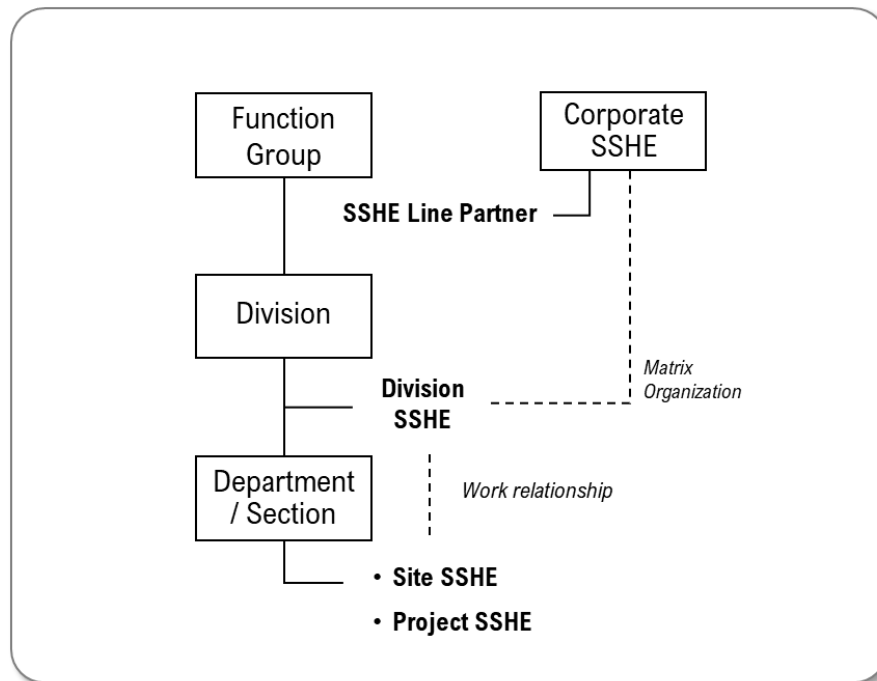 Function
Group
Corporate
SSHE
SSHE Line Partner
Division
Matrix
Organization
Division
SSHE
Department
/ Section
Work relationship
• Site SSHE
• Project SSHE